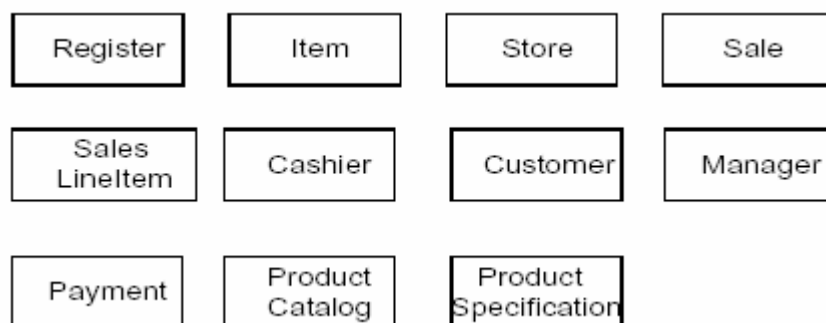 Register
Item
Store
Sale
Sales
LineItem
Cashier
Customer
Manager
Payment
Product
Catalog
Product
Specification